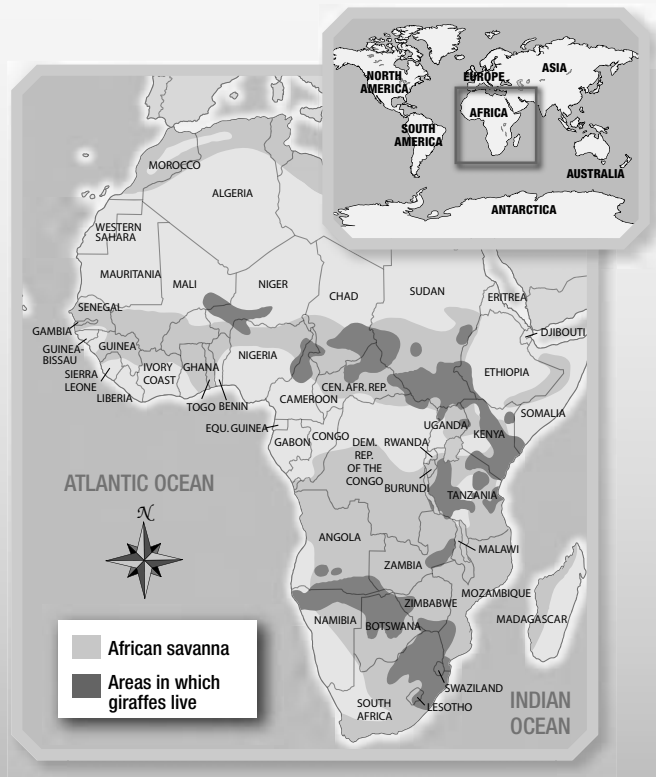 NORTH
AMERICA
EUROPE
ASIA
AFRICA
SOUTH
AMERICA
AUSTRALIA
ANTARCTICA
MOROCCO
ALGERIA
WESTERN
SAHARA
MAURITANIA
MALI
NIGER
CHAD
SUDAN
ERITREA
SENEGAL
GAMBIA
DJIBOUTI
GUINEA-
BISSAU
GUINEA
SIERRA
LEONE
LIBERIA
IVORY
COAST
GHANA
TOGO
BENIN
NIGERIA
CAMEROON
CEN. AFR. REP.
ETHIOPIA
SOMALIA
EQU. GUINEA
GABON
CONGO
DEM.
REP.
OF THE
CONGO
UGANDA
KENYA
RWANDA
BURUNDI
TANZANIA
ATLANTIC OCEAN
N
ANGOLA
ZAMBIA
MALAWI
MOZAMBIQUE
ZIMBABWE
MADAGASCAR
NAMIBIA
BOTSWANA
SWAZILAND
LESOTHO
SOUTH
AFRICA
INDIAN
OCEAN
African savanna
Areas in which
giraffes live